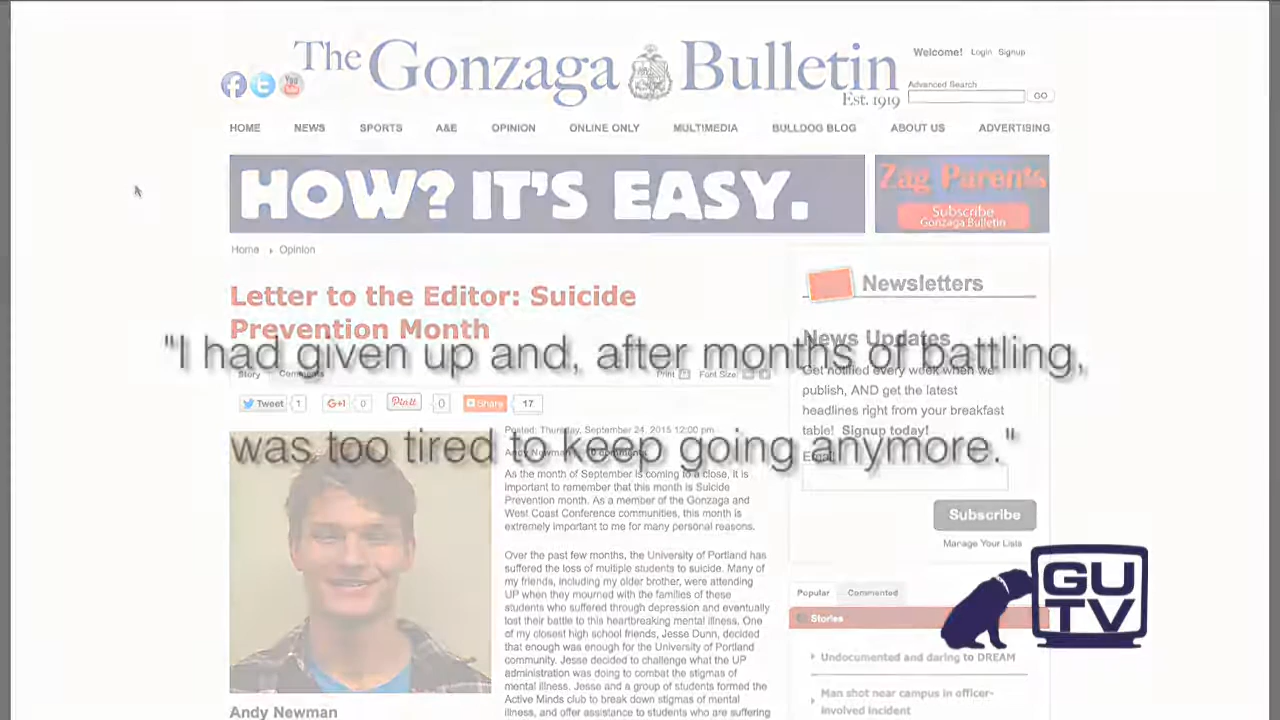 The Gonzaga Bulletin
Est. 1919
Welcome! Login Signup
Advanced Search
GO
HOME NEWS SPORTS A&E OPINION ONLINE ONLY MULTIMEDIA BULLDOG BLOG ABOUT US ADVERTISING
HOW? IT'S EASY.
Zag Parents
Subscribe
Gonzaga Bulletin
Home Opinion
Letter to the Editor: Suicide
Prevention Month
"I had given up and, after months of battling,
was too tired to keep going anymore."
Story Comments
Print Font Size:
Tweet 1 G+1 0 Pin It 0 Share 17
Posted: Thursday, September 24, 2015 12:00 pm
Andy Newman
As the month of September is coming to a close, it is
important to remember that this month is Suicide
Prevention month. As a member of the Gonzaga and
West Coast Conference communities, this month is
extremely important to me for many personal reasons.
Over the past few months, the University of Portland has
suffered the loss of multiple students to suicide. Many of
my friends, including my older brother, were attending
UP when they mourned with the families of these
students who suffered through depression and eventually
lost their battle to this heartbreaking mental illness. One
of my closest high school friends, Jesse Dunn, decided
that enough was enough for the University of Portland
community. Jesse decided to challenge what the UP
administration was doing to combat the stigmas of
mental illness. Jesse and a group of students formed the
Active Minds club to break down stigmas of mental
illness, and offer assistance to students who are suffering
Andy Newman
Newsletters
News Updates
Get notified every week when we
publish, AND get the latest
headlines right from your breakfast
table! Signup today!
Email
Subscribe
Manage Your Lists
Popular Commented
Stories
Undocumented and daring to DREAM
Man shot near campus in officer-
involved incident
GU
TV